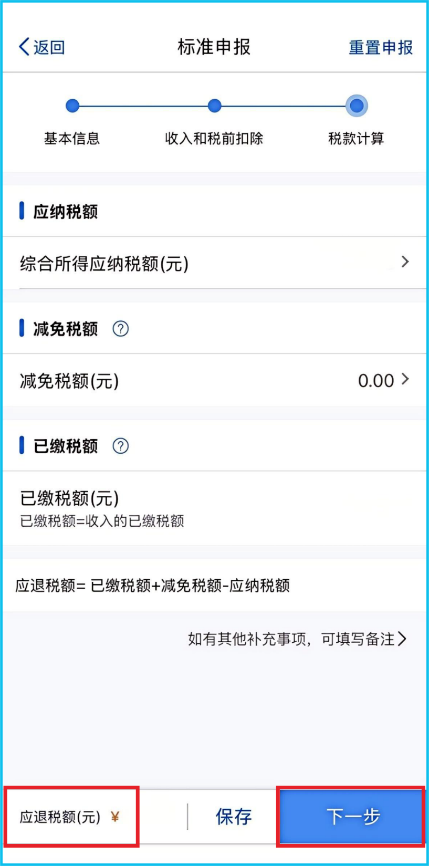 返回
标准申报
重置申报
基本信息
收入和税前扣除
税款计算
应纳税额
综合所得应纳税额(元)
减免税额 ?
减免税额(元)
0.00
已缴税额 ?
已缴税额(元)
已缴税额=收入的已缴税额
应退税额= 已缴税额+减免税额-应纳税额
如有其他补充事项，可填写备注
应退税额(元) ¥
保存
下一步